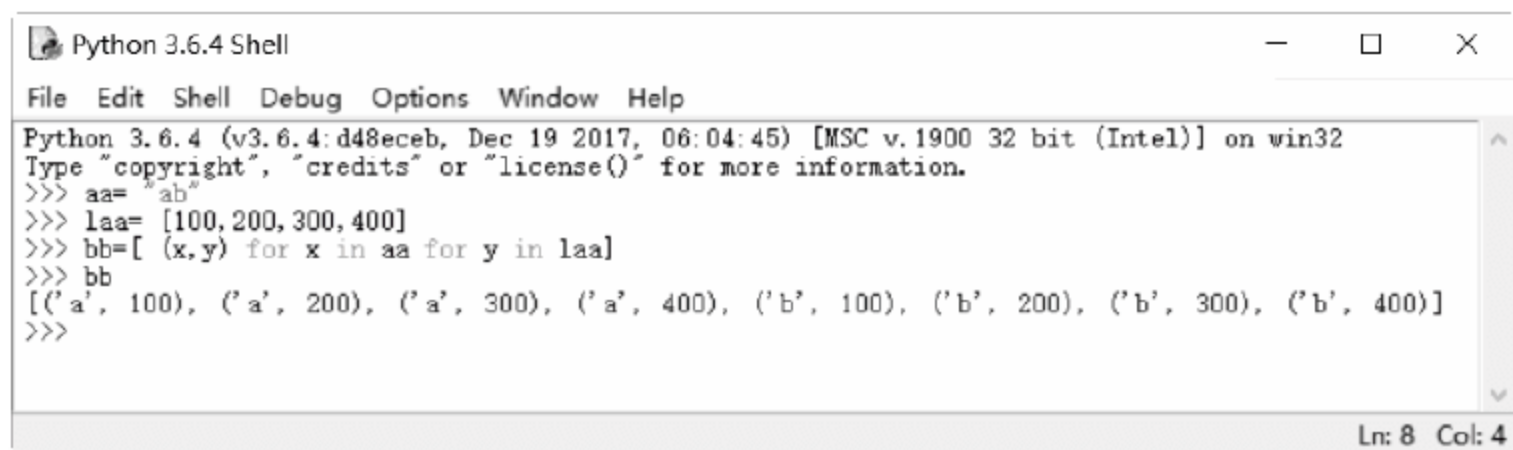 Python 3.6.4 Shell
File Edit Shell Debug Options Window Help
Python 3.6.4 (v3.6.4:d48eceb, Dec 19 2017, 06:04:45) [MSC v.1900 32 bit (Intel)] on win32
Type "copyright", "credits" or "license()" for more information.
>>> aa= "ab"
>>> laa= [100,200,300,400]
>>> bb=[ (x,y) for x in aa for y in laa]
>>> bb
[('a', 100), ('a', 200), ('a', 300), ('a', 400), ('b', 100), ('b', 200), ('b', 300), ('b', 400)]
>>>
Ln: 8 Col: 4